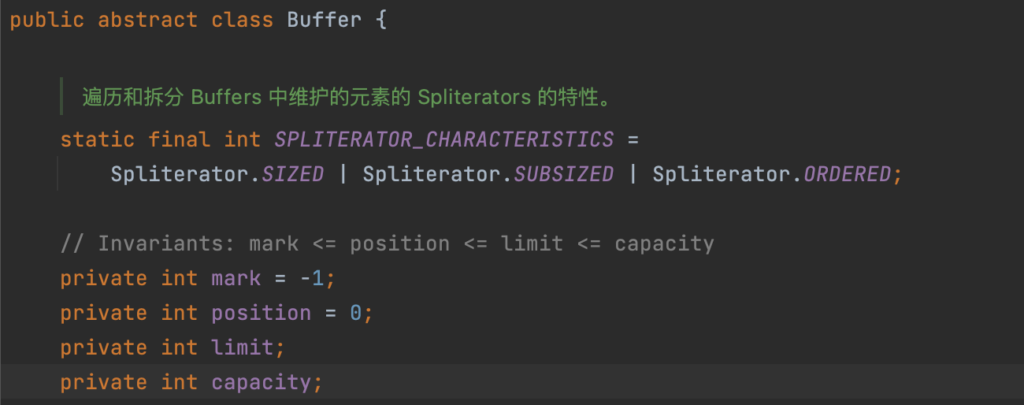 public abstract class Buffer {
遍历和拆分 Buffers 中维护的元素的 Spliterators 的特性。
static final int SPLITERATOR_CHARACTERISTICS =
Spliterator.SIZED | Spliterator.SUBSIZED | Spliterator.ORDERED;
// Invariants: mark <= position <= limit <= capacity
private int mark = -1;
private int position = 0;
private int limit;
private int capacity;